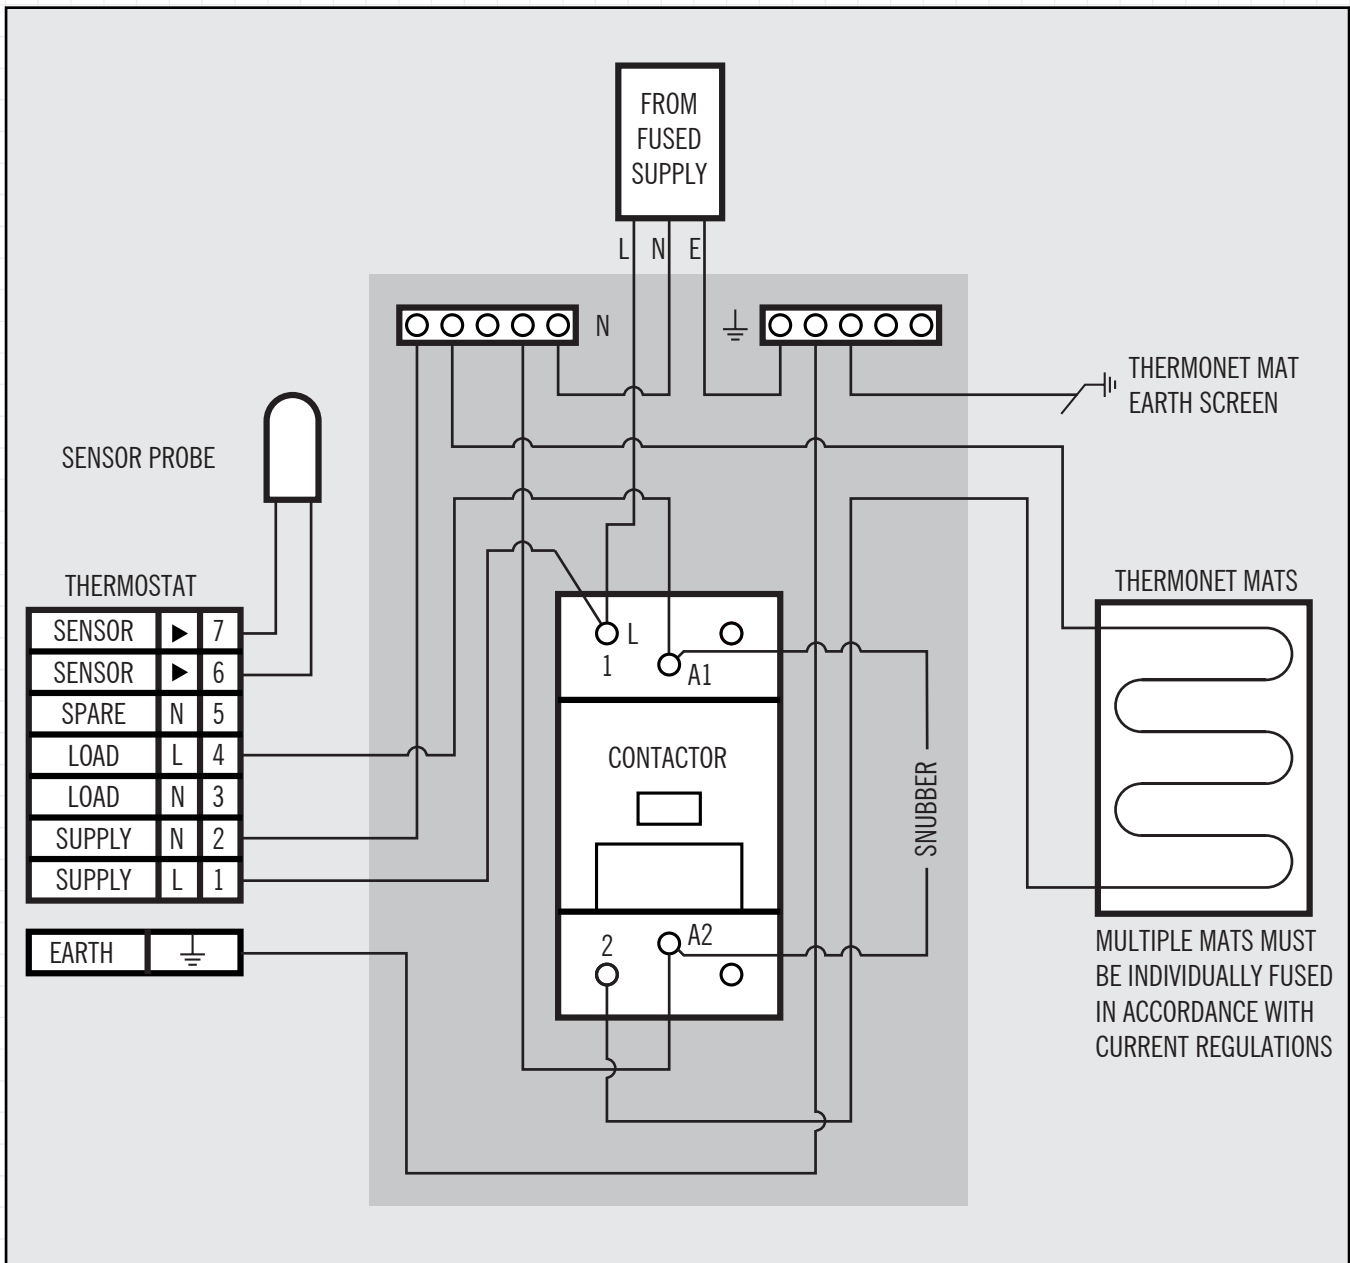 FROM
FUSED
SUPPLY
L N E
N
THERMONET MAT
EARTH SCREEN
SENSOR PROBE
THERMOSTAT
SENSOR 7
SENSOR 6
SPARE N 5
LOAD L 4
LOAD N 3
SUPPLY N 2
SUPPLY L 1
EARTH
L
1
A1
CONTACTOR
2
A2
SNUBBER
THERMONET MATS
MULTIPLE MATS MUST
BE INDIVIDUALLY FUSED
IN ACCORDANCE WITH
CURRENT REGULATIONS